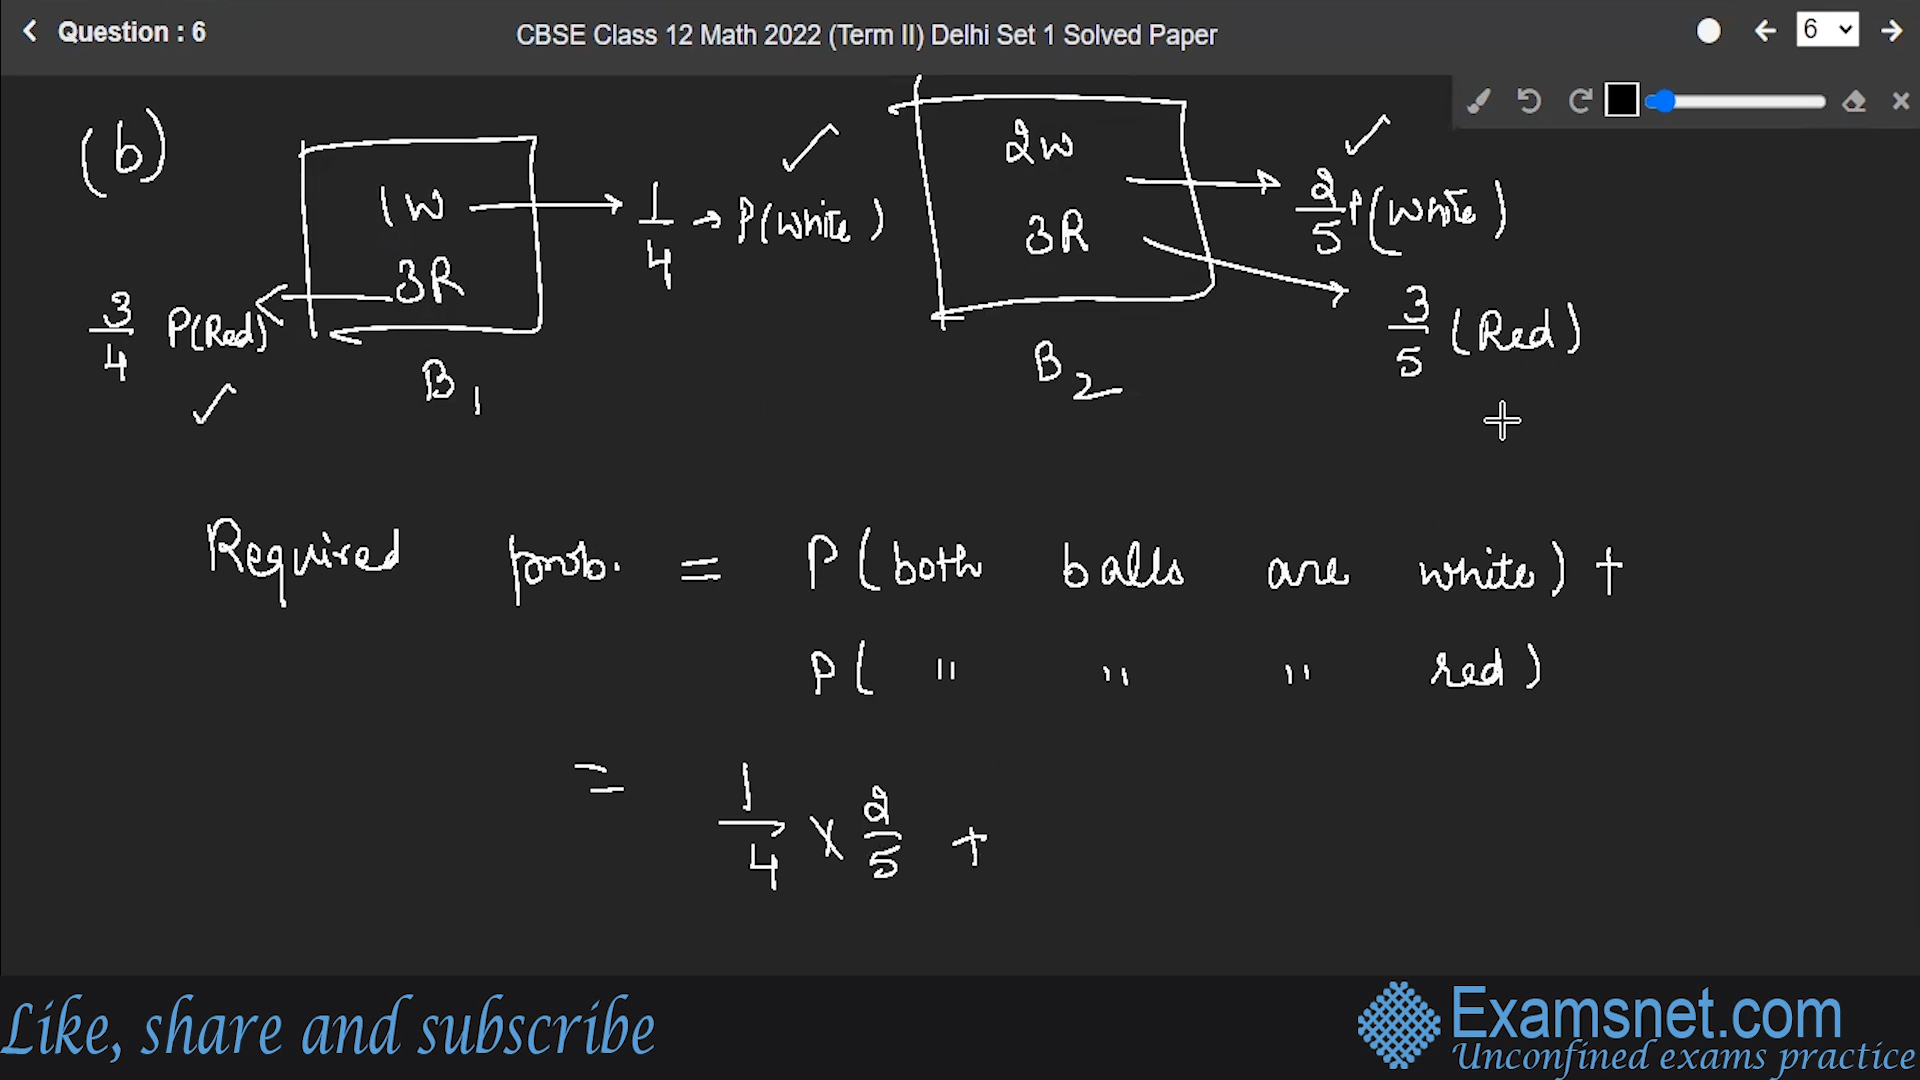 Question : 6
CBSE Class 12 Math 2022 (Term II) Delhi Set 1 Solved Paper
6
(b)
1W → 1/4 → P(White)
3R
3/4 P(Red)
B1
2W → 2/5 P(White)
3R → 3/5 (Red)
B2
Required prob. = P(both balls are white) +
P( " " " red)
= 1/4 × 2/5 +
Like, share and subscribe
Examsnet.com
Unconfined exams practice